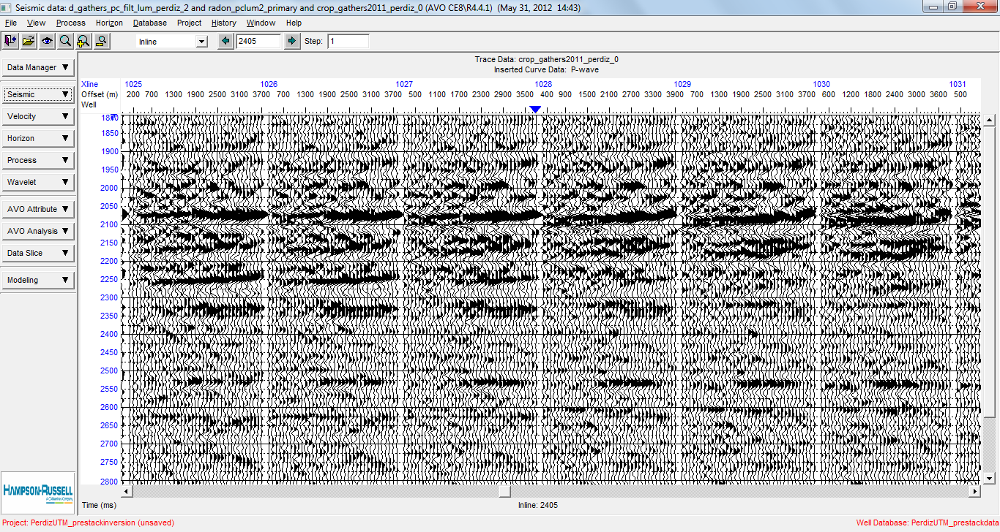 Seismic data: d_gathers_pc_filt_lum_perdiz_2 and radon_pclum2_primary and crop_gathers2011_perdiz_0 (AVO CE8\R4.4.1) (May 31, 2012 14:43)
File View Process Horizon Database Project History Window Help
Inline 2405 Step: 1
Trace Data: crop_gathers2011_perdiz_0
Inserted Curve Data: P-wave
Data Manager
Seismic
Velocity
Horizon
Process
Wavelet
AVO Attribute
AVO Analysis
Data Slice
Modeling
Xline 1025 1026 1027 1028 1029 1030 1031
Offset (m) 200 700 1300 1900 2500 3100 3700 700 1300 1900 2500 3100 3700 500 1100 1700 2300 2900 3500 400 900 1500 2100 2700 3300 3900 700 1300 1900 2500 3100 3700 600 1200 1800 2400 3000 3600 500
Well
1850
1900
1950
2000
2050
2100
2150
2200
2250
2300
2350
2400
2450
2500
2550
2600
2650
2700
2750
2800
HAMPSON-RUSSELL
Time (ms)
Inline: 2405
Project: PerdizUTM_prestackinversion (unsaved)
Well Database: PerdizUTM_prestackdata